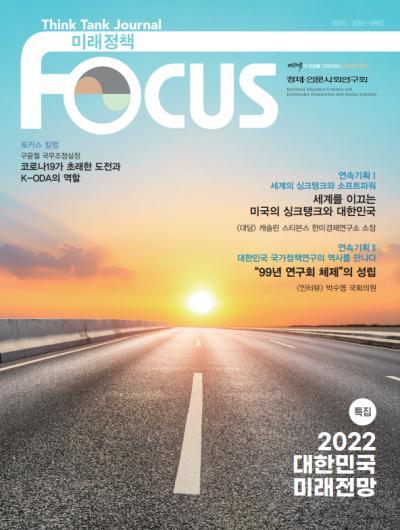 Think Tank Journal
미래정책
FOCUS
ISSN : 2092-0662
경제·인문사회연구회
NATIONAL RESEARCH COUNCIL FOR
ECONOMICS, HUMANITIES AND SOCIAL SCIENCES
포커스 칼럼
구윤철 국무조정실장
코로나19가 초래한 도전과
K-ODA의 역할
연속기획 Ⅰ
세계의 싱크탱크와 소프트파워
세계를 이끄는
미국의 싱크탱크와 대한민국
〈대담〉 캐슬린 스티븐스 한미경제연구소 소장
연속기획 Ⅱ
대한민국 국가정책연구의 역사를 만나다
“99년 연구회 체제”의 성립
〈인터뷰〉 박수영 국회의원
특집
2022
대한민국
미래전망